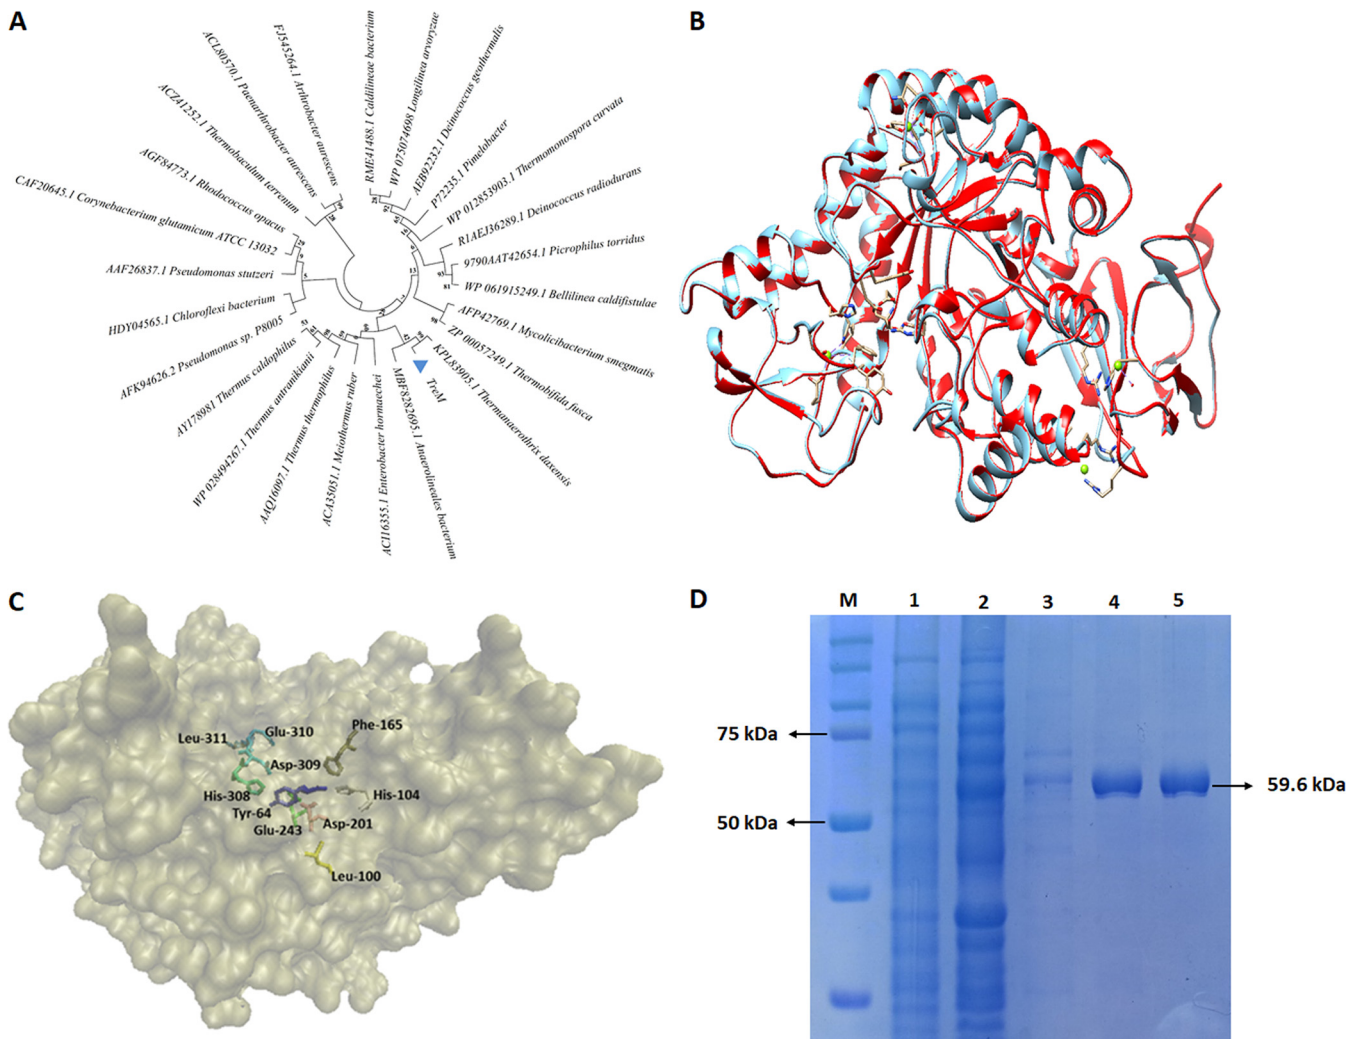 A
FJ545264.1 Arthrobacter aurescens
ACL80570.1 Paenarthrobacter aurescens
ACZ41252.1 Thermobaculum terrenum
AGF84773.1 Rhodococcus opacus
CAF20645.1 Corynebacterium glutamicum ATCC 13032
AAF26837.1 Pseudomonas stutzeri
HDY04565.1 Chloroflexi bacterium
AFK94626.2 Pseudomonas sp. P8005
AY178981 Thermus caldophilus
WP 028494267.1 Thermus antranikianii
AAQ16097.1 Thermus thermophilus
ACA35051.1 Meiothermus ruber
ACI16355.1 Enterobacter hormaechei
MBF8282695.1 Anaerolineales bacterium
TreM
KPL83905.1 Thermanaerothrix daxensis
ZP 00057249.1 Thermobifida fusca
AFP42769.1 Mycolicibacterium smegmatis
WP 061915249.1 Bellilinea caldifistulae
9790AAT42654.1 Picrophilus torridus
R1AEJ36289.1 Deinococcus radiodurans
WP 012853903.1 Thermomonospora curvata
P72235.1 Pimelobacter
AEB92232.1 Deinococcus geothermalis
WP 075074698 Longilinea arvoryzae
RME41488.1 Caldilineae bacterium
13
93
81
98
B
C
Leu-311
Glu-310
Phe-165
Asp-309
His-308
His-104
Tyr-64
Glu-243
Asp-201
Leu-100
D
M 1 2 3 4 5
75 kDa
59.6 kDa
50 kDa